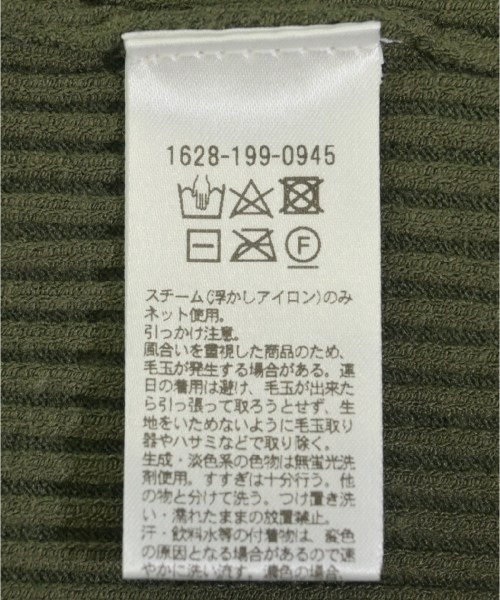 1628-199-0945
F
スチーム(浮かしアイロン)のみ
ネット使用。
引っかけ注意。
風合いを重視した商品のため、
毛玉が発生する場合がある。連
日の着用は避け、毛玉が出来た
ら引っ張って取ろうとせず、生
地をいためないように毛玉取り
器やハサミなどで取り除く。
生成・淡色系の色物は無蛍光洗
剤使用。すすぎは十分行う。他
の物と分けて洗う。つけ置き洗
い・濡れたままの放置禁止。
汗・飲料水等の付着物は、変色
の原因となる場合があるので速
やかに洗い流す。濃色の場合、